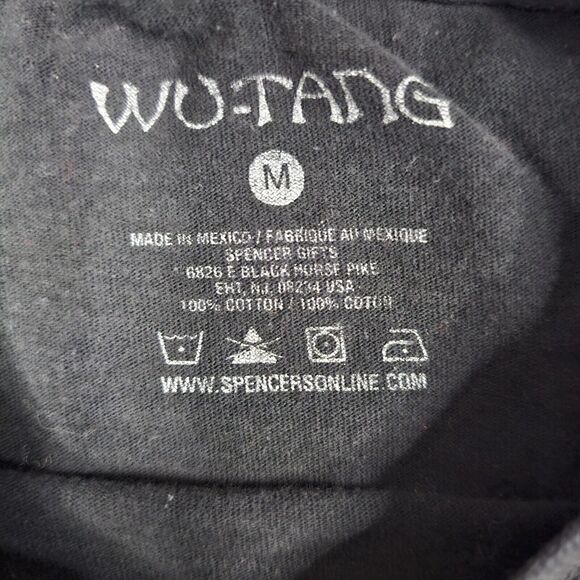 WU-TANG
M
MADE IN MEXICO / FABRIQUE AU MEXIQUE
SPENCER GIFTS
6826 E BLACK HORSE PIKE
EHT, NJ, 08234 USA
100% COTTON / 100% COTON
WWW.SPENCERSONLINE.COM